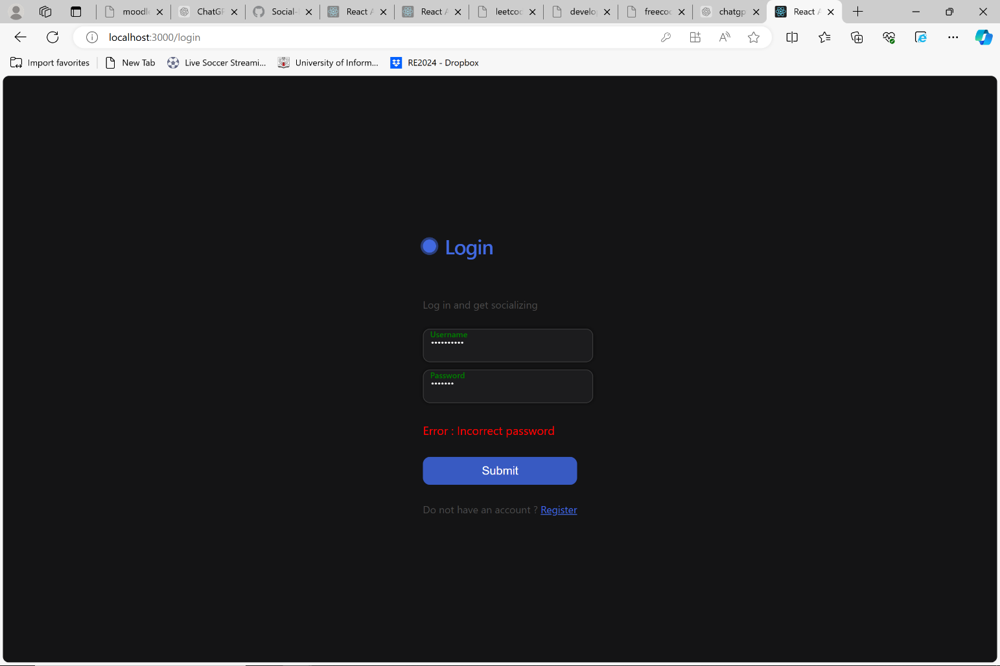 moodle
ChatGP
Social-
React A
React A
leetcoc
develo
freecoc
chatgp
React A
localhost:3000/login
Import favorites
New Tab
Live Soccer Streami...
University of Inform...
RE2024 - Dropbox
Login
Log in and get socializing
Username
••••••••••
Password
•••••••
Error : Incorrect password
Submit
Do not have an account ? Register